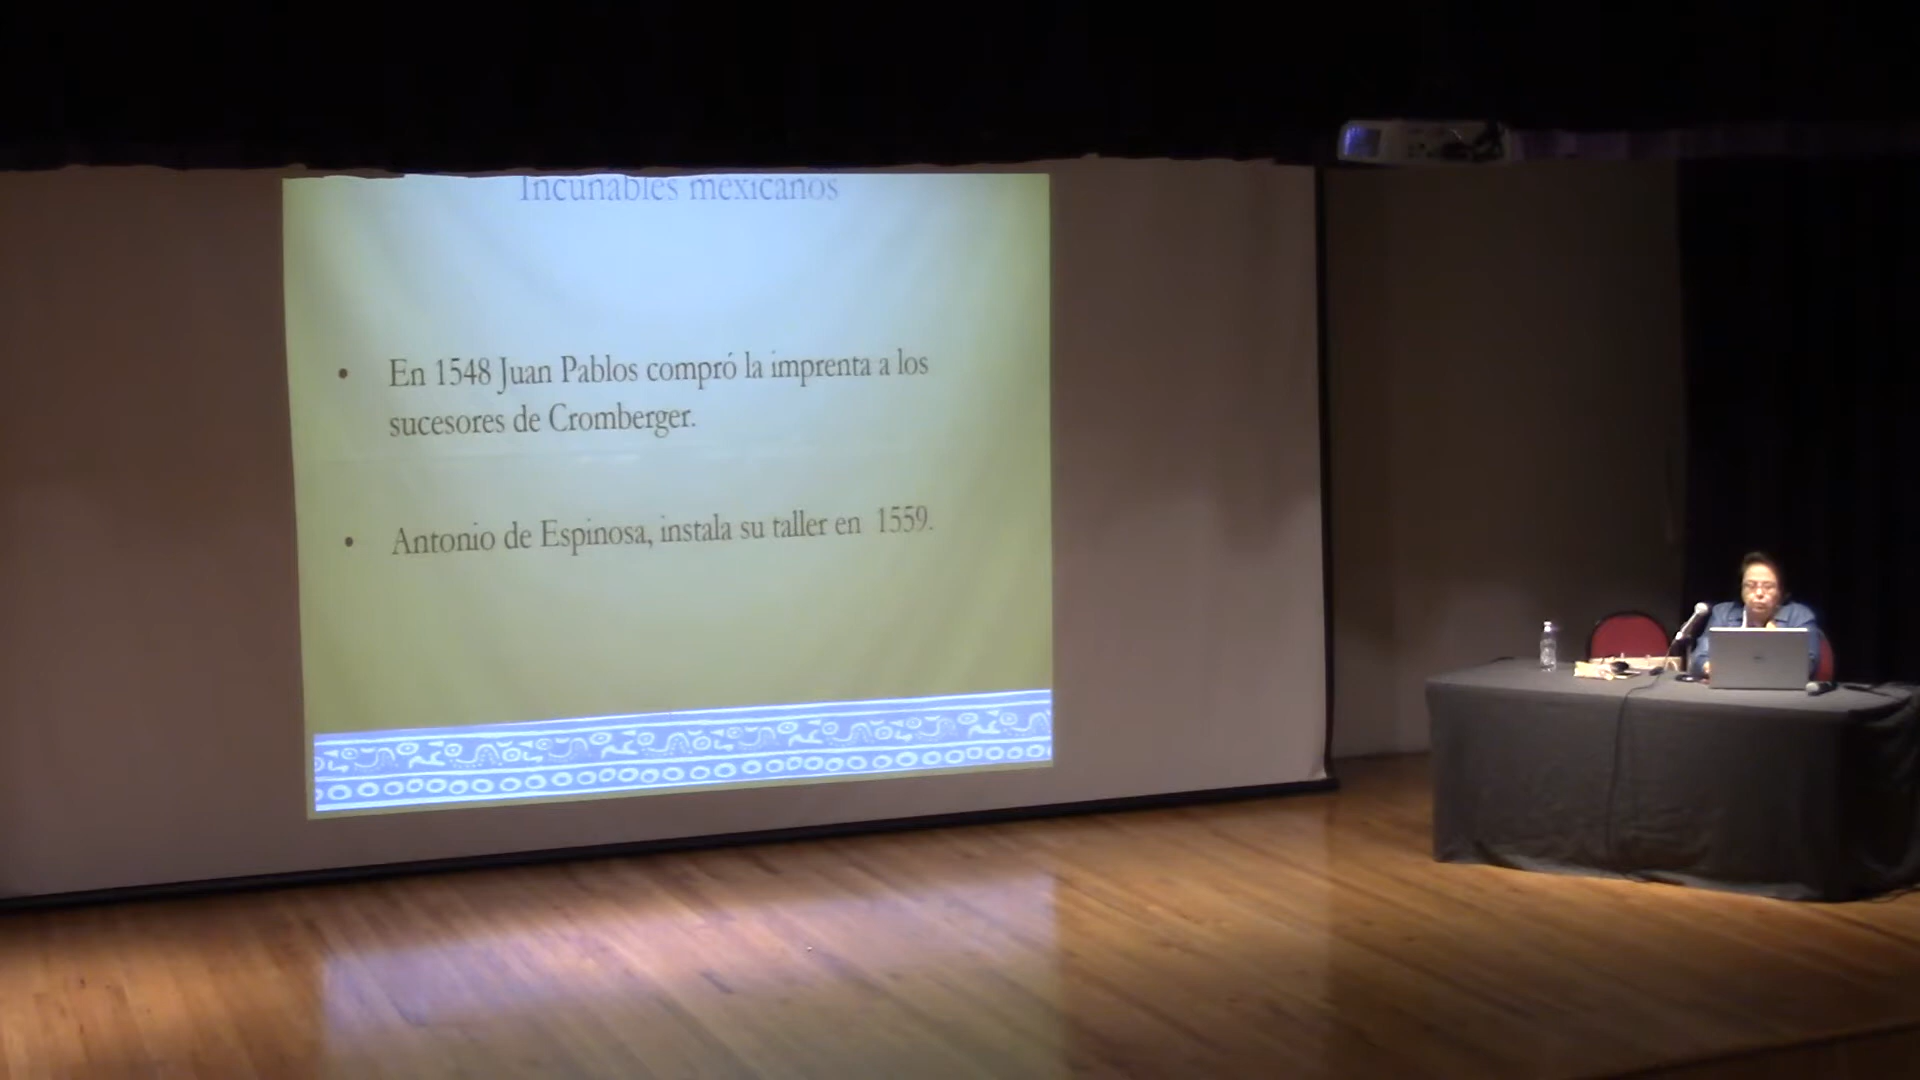 Incunables mexicanos
• En 1548 Juan Pablos compró la imprenta a los
sucesores de Cromberger.
• Antonio de Espinosa, instala su taller en 1559.